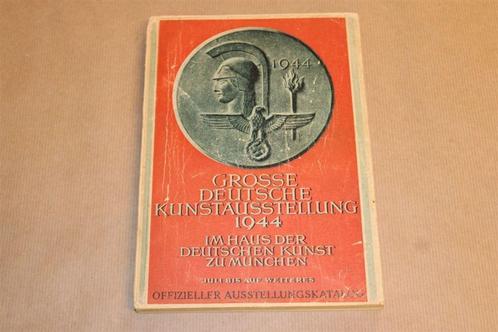 1944
GROSSE
DEUTSCHE
KUNSTAUSSTELLUNG
1944
IM HAUS DER
DEUTSCHEN KUNST
ZU MÜNCHEN
JULI BIS AUF WEITERES
OFFIZIELLER AUSSTELLUNGSKATALOG